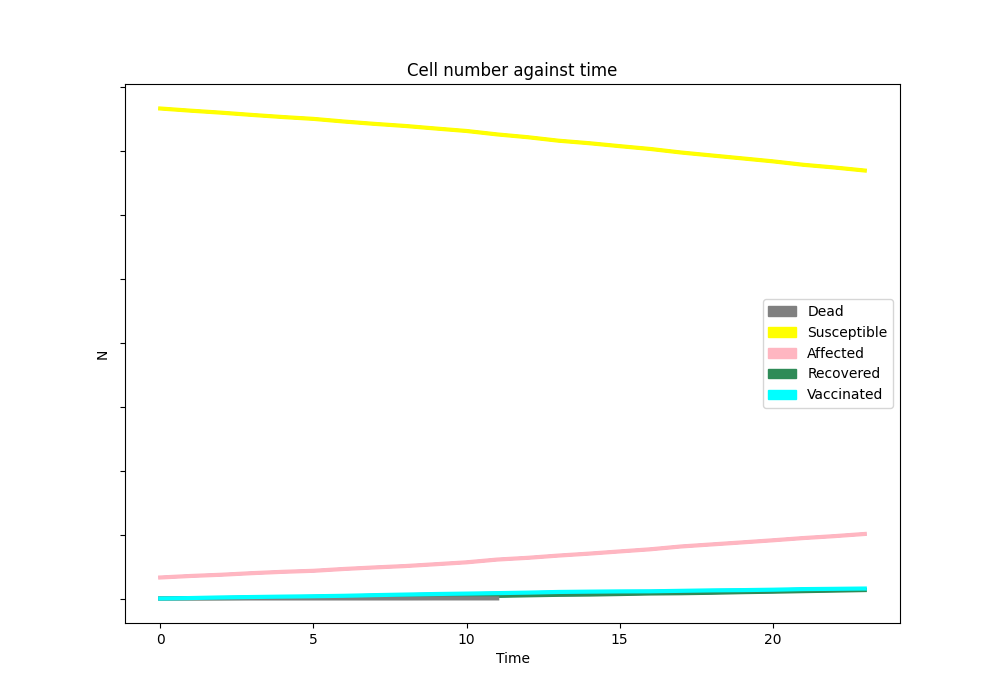 Cell number against time
N
Dead
Susceptible
Affected
Recovered
Vaccinated
0 5 10 15 20
Time